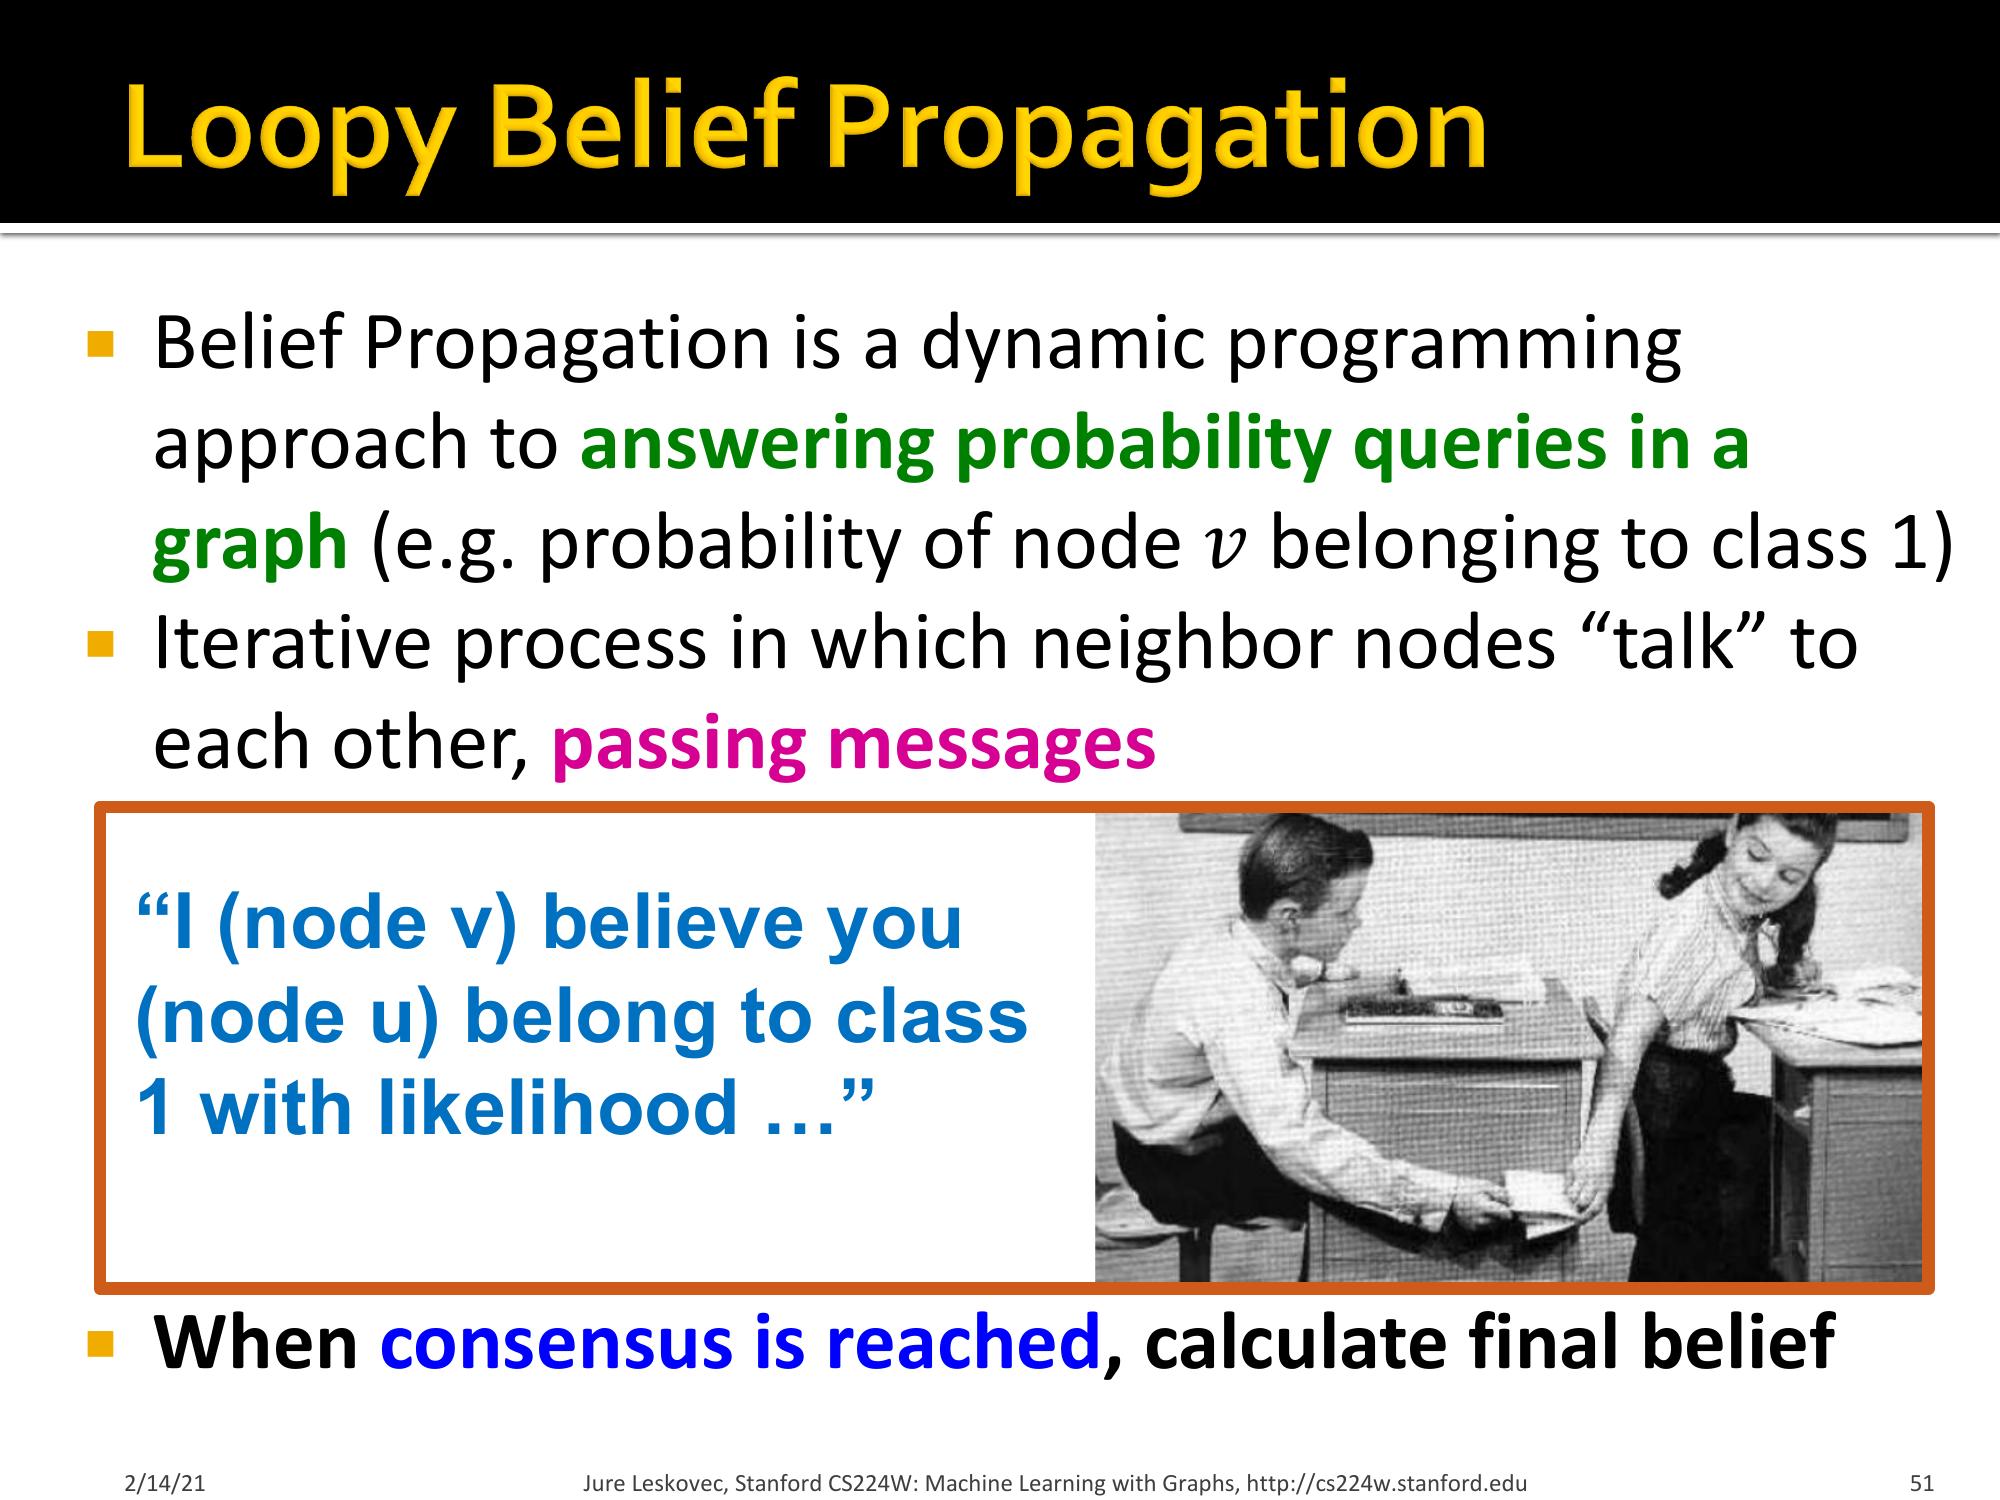 Loopy Belief Propagation
Belief Propagation is a dynamic programming
approach to answering probability queries in a
graph (e.g. probability of node 𝑣 belonging to class 1)
Iterative process in which neighbor nodes “talk” to
each other, passing messages
“I (node v) believe you
(node u) belong to class
1 with likelihood …”
When consensus is reached, calculate final belief
2/14/21
Jure Leskovec, Stanford CS224W: Machine Learning with Graphs, http://cs224w.stanford.edu
51